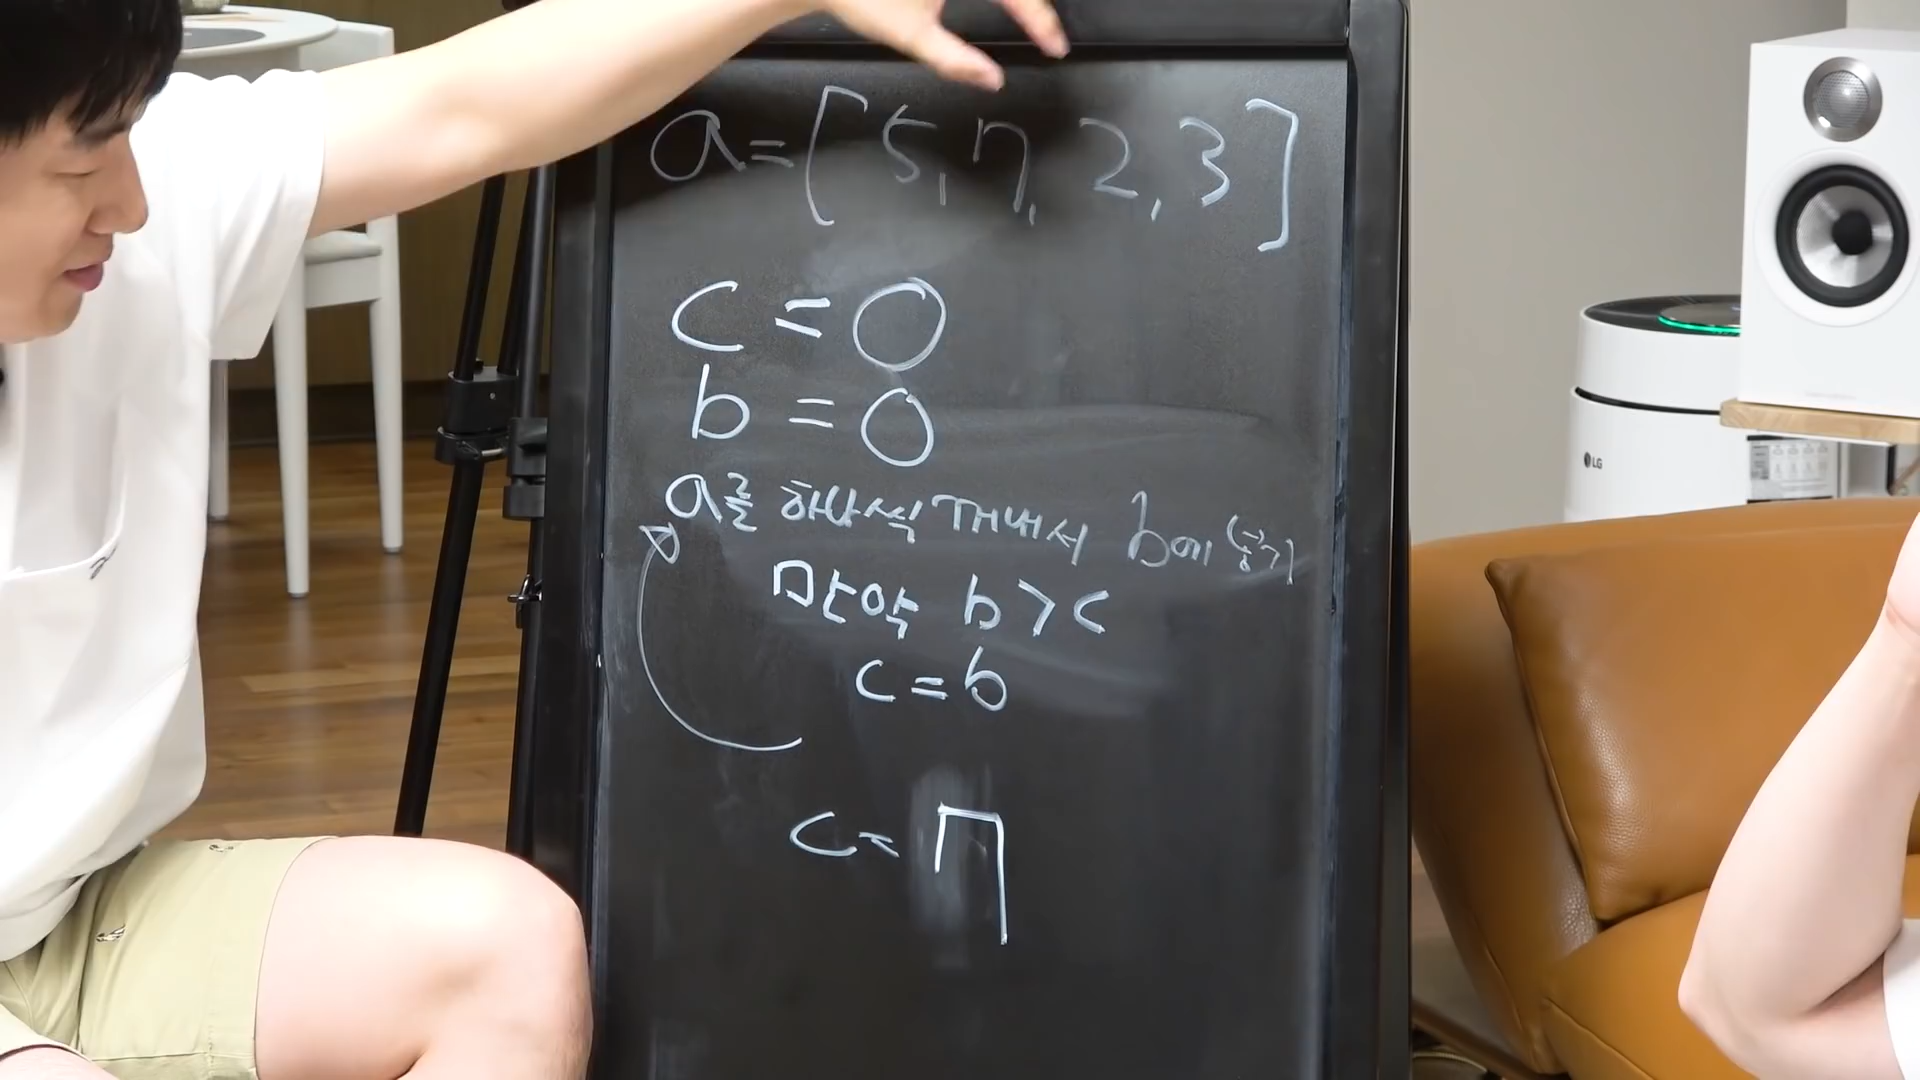 a=[5,7,2,3]
c=0
b=0
a를 하나씩 꺼내서 b에 넣기
만약 b>c
c=b
c=7
LG